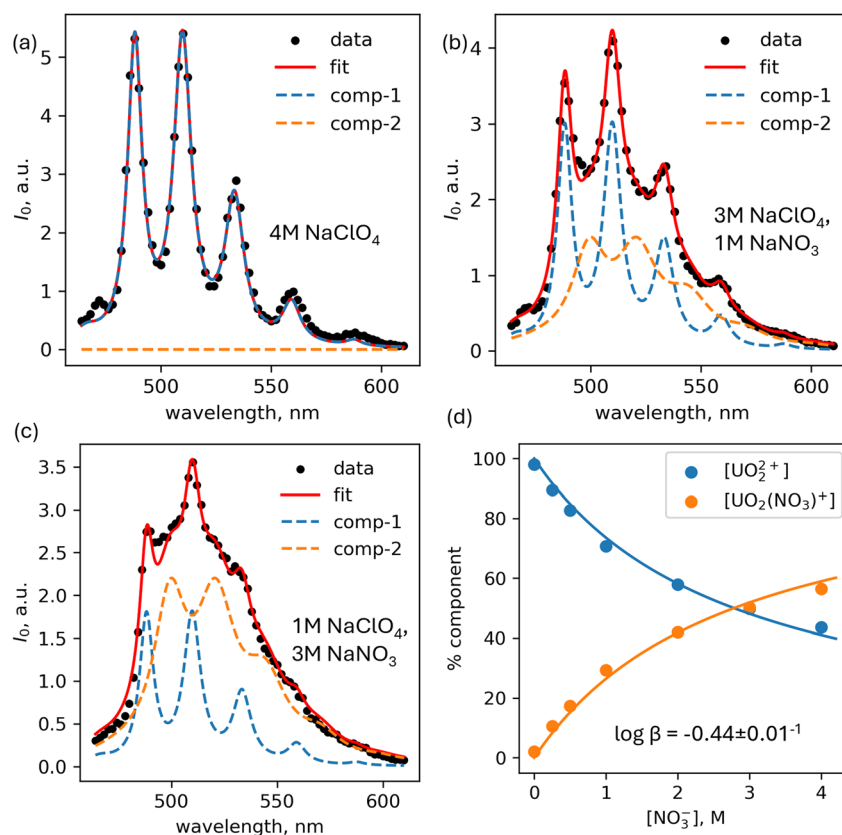 (a)
data
fit
comp-1
comp-2
4M NaClO₄
I₀, a.u.
5
4
3
2
1
0
500
550
600
wavelength, nm
(b)
data
fit
comp-1
comp-2
3M NaClO₄,
1M NaNO₃
I₀, a.u.
4
3
2
1
0
500
550
600
wavelength, nm
(c)
data
fit
comp-1
comp-2
1M NaClO₄,
3M NaNO₃
I₀, a.u.
3.5
3.0
2.5
2.0
1.5
1.0
0.5
0.0
500
550
600
wavelength, nm
(d)
[UO₂²⁺]
[UO₂(NO₃)⁺]
log β = -0.44±0.01⁻¹
% component
100
80
60
40
20
0
0
1
2
3
4
[NO₃⁻], M